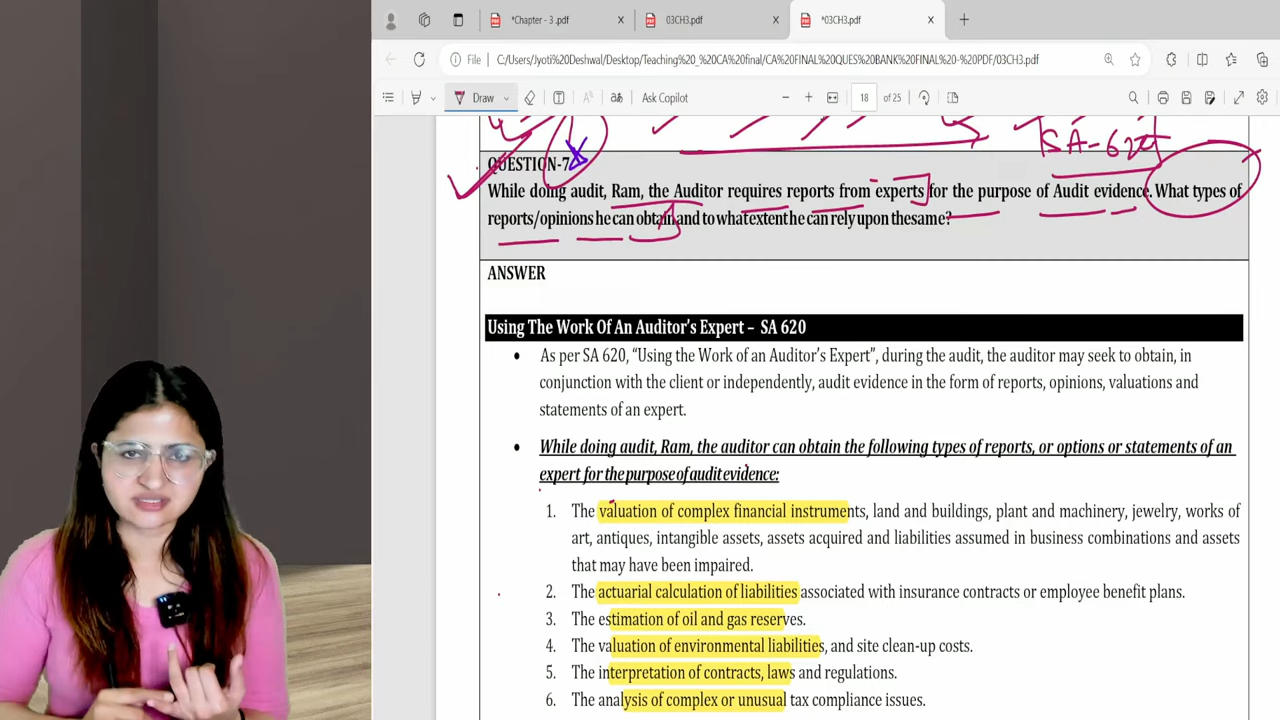 *Chapter - 3 .pdf
03CH3.pdf
*03CH3.pdf
File
C:/Users/Jyoti%20Deshwal/Desktop/Teaching%20_%20CA%20final/CA%20FINAL%20QUES%20BANK%20FINAL%20-%20PDF/03CH3.pdf
Draw
Ask Copilot
18 of 25
SA-620
QUESTION-7
While doing audit, Ram, the Auditor requires reports from experts for the purpose of Audit evidence. What types of
reports/opinions he can obtain and to what extent he can rely upon thesame?
ANSWER
Using The Work Of An Auditor's Expert – SA 620
• As per SA 620, “Using the Work of an Auditor’s Expert”, during the audit, the auditor may seek to obtain, in
conjunction with the client or independently, audit evidence in the form of reports, opinions, valuations and
statements of an expert.
• While doing audit, Ram, the auditor can obtain the following types of reports, or options or statements of an
expert for the purpose of audit evidence:
1. The valuation of complex financial instruments, land and buildings, plant and machinery, jewelry, works of
art, antiques, intangible assets, assets acquired and liabilities assumed in business combinations and assets
that may have been impaired.
2. The actuarial calculation of liabilities associated with insurance contracts or employee benefit plans.
3. The estimation of oil and gas reserves.
4. The valuation of environmental liabilities, and site clean-up costs.
5. The interpretation of contracts, laws and regulations.
6. The analysis of complex or unusual tax compliance issues.